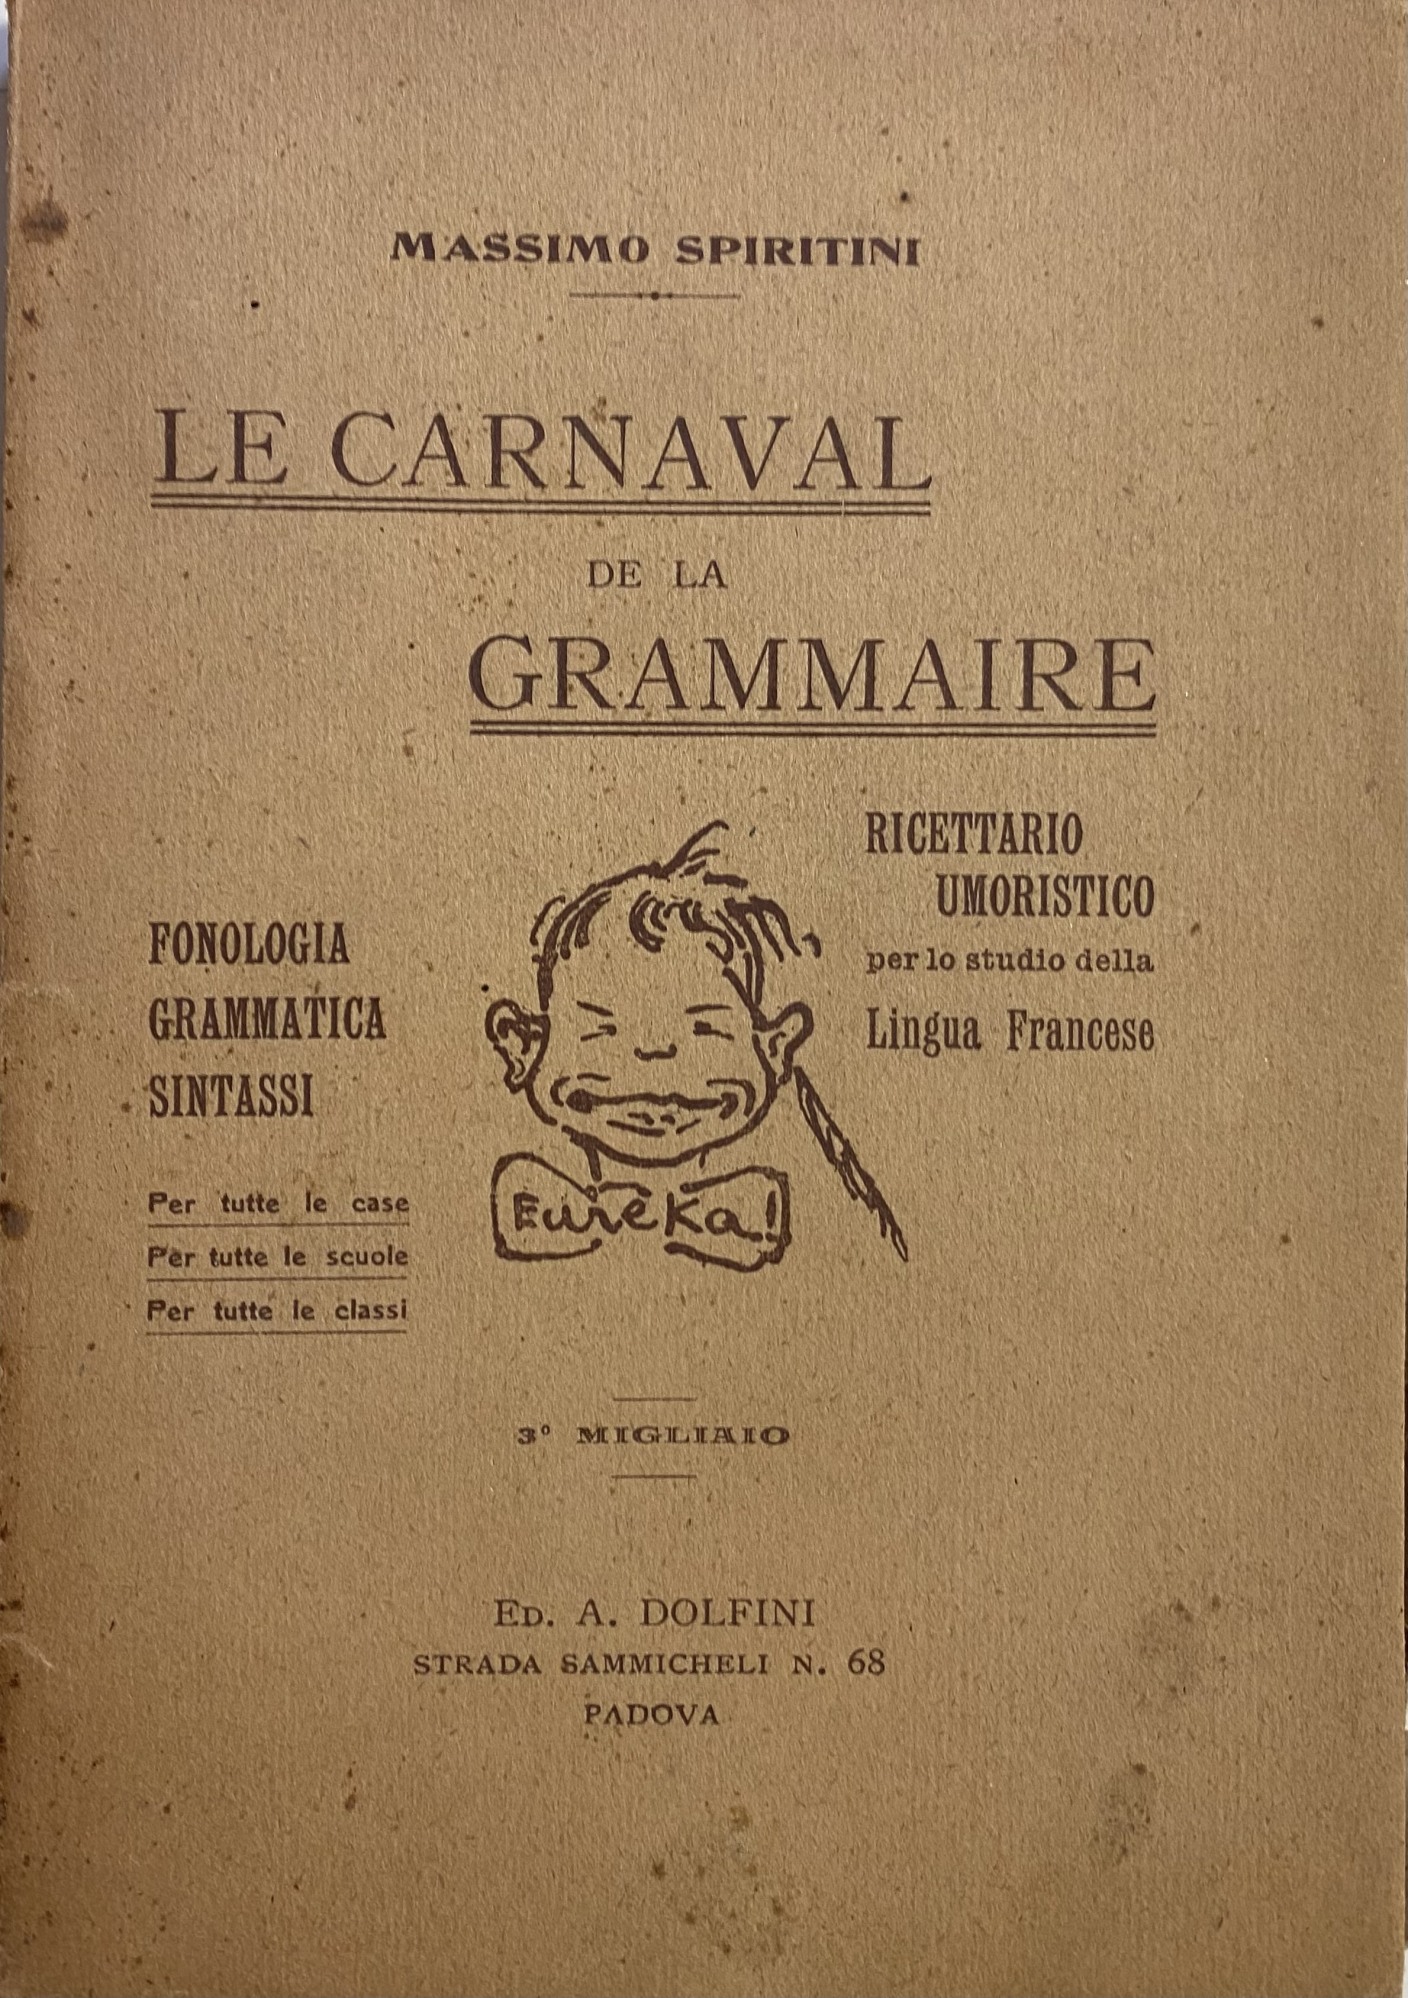 MASSIMO SPIRITINI
LE CARNAVAL
DE LA
GRAMMAIRE
FONOLOGIA
GRAMMATICA
SINTASSI
Per tutte le case
Per tutte le scuole
Per tutte le classi
Eureka!
RICETTARIO
UMORISTICO
per lo studio della
Lingua Francese
3° MIGLIAIO
ED. A. DOLFINI
STRADA SAMMICHELI N. 68
PADOVA